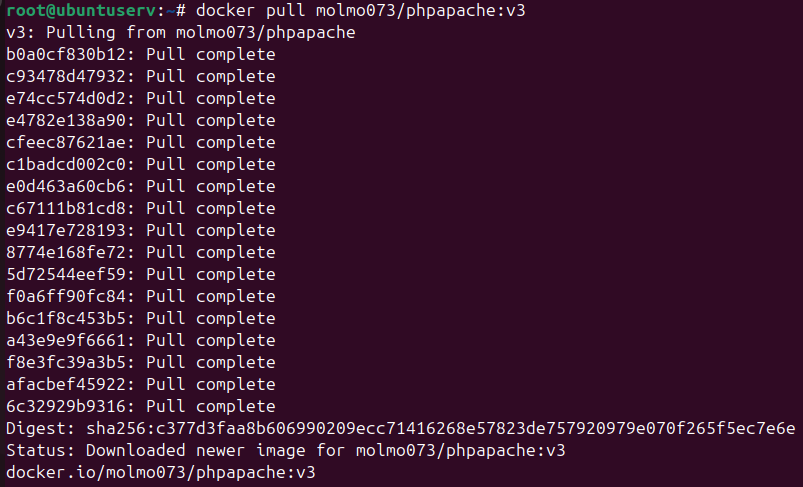 root@ubuntuserv:~# docker pull molmo073/phpapache:v3
v3: Pulling from molmo073/phpapache
b0a0cf830b12: Pull complete
c93478d47932: Pull complete
e74cc574d0d2: Pull complete
e4782e138a90: Pull complete
cfeec87621ae: Pull complete
c1badcd002c0: Pull complete
e0d463a60cb6: Pull complete
c67111b81cd8: Pull complete
e9417e728193: Pull complete
8774e168fe72: Pull complete
5d72544eef59: Pull complete
f0a6ff90fc84: Pull complete
b6c1f8c453b5: Pull complete
a43e9e9f6661: Pull complete
f8e3fc39a3b5: Pull complete
afacbef45922: Pull complete
6c32929b9316: Pull complete
Digest: sha256:c377d3faa8b606990209ecc71416268e57823de757920979e070f265f5ec7e6e
Status: Downloaded newer image for molmo073/phpapache:v3
docker.io/molmo073/phpapache:v3